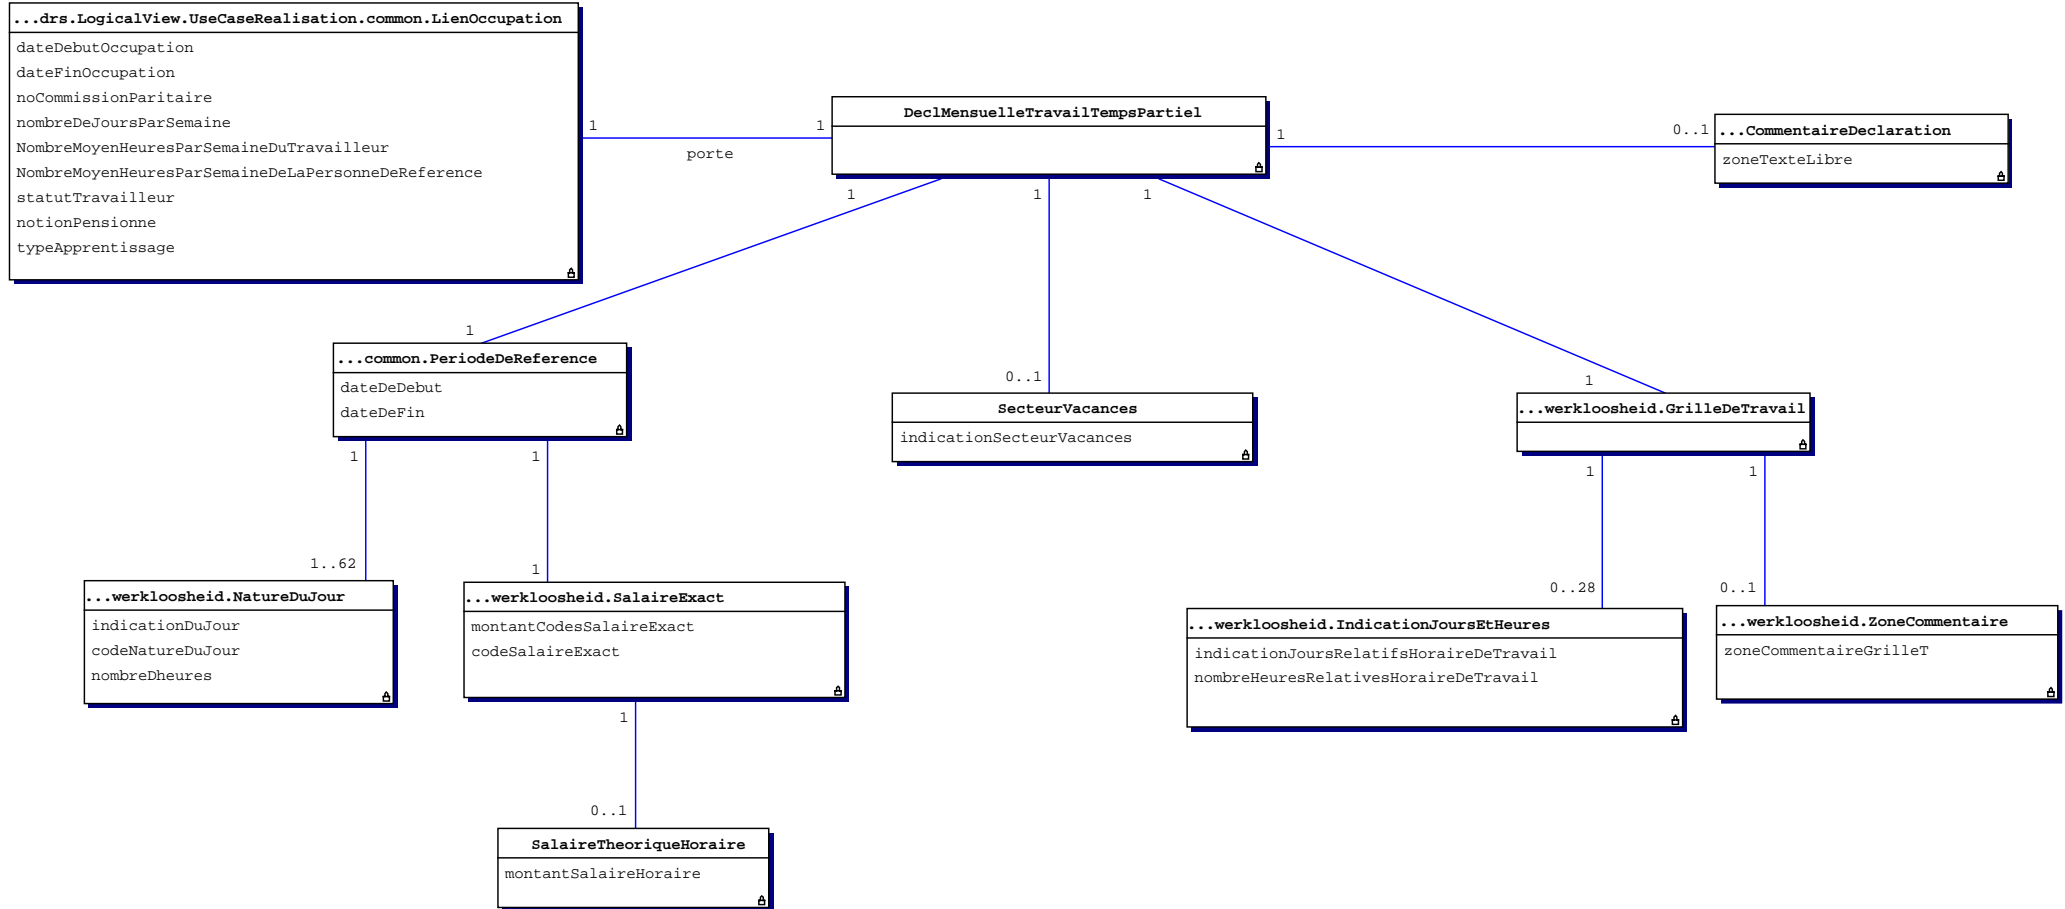 ...drs.LogicalView.UseCaseRealisation.common.LienOccupation
dateDebutOccupation
dateFinOccupation
noCommissionParitaire
nombreDeJoursParSemaine
NombreMoyenHeuresParSemaineDuTravailleur
NombreMoyenHeuresParSemaineDeLaPersonneDeReference
statutTravailleur
notionPensionne
typeApprentissage
1
1
porte
DeclMensuelleTravailTempsPartiel
1
0..1
...CommentaireDeclaration
zoneTexteLibre
1
1
1
1
0..1
1
...common.PeriodeDeReference
dateDeDebut
dateDeFin
SecteurVacances
indicationSecteurVacances
...werkloosheid.GrilleDeTravail
1
1
1
1
1..62
1
0..28
0..1
...werkloosheid.NatureDuJour
indicationDuJour
codeNatureDuJour
nombreDheures
...werkloosheid.SalaireExact
montantCodesSalaireExact
codeSalaireExact
...werkloosheid.IndicationJoursEtHeures
indicationJoursRelatifsHoraireDeTravail
nombreHeuresRelativesHoraireDeTravail
...werkloosheid.ZoneCommentaire
zoneCommentaireGrilleT
1
0..1
SalaireTheoriqueHoraire
montantSalaireHoraire